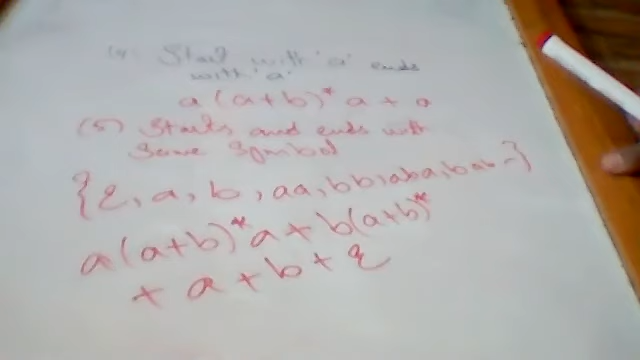 (4) Start with 'a' ends
with 'a'
a (a+b)* a + a
(5) Starts and ends with
Same Symbol
{ε, a, b, aa, bb, aba, bab - }
a(a+b)*a + b(a+b)*
+ a + b + ε